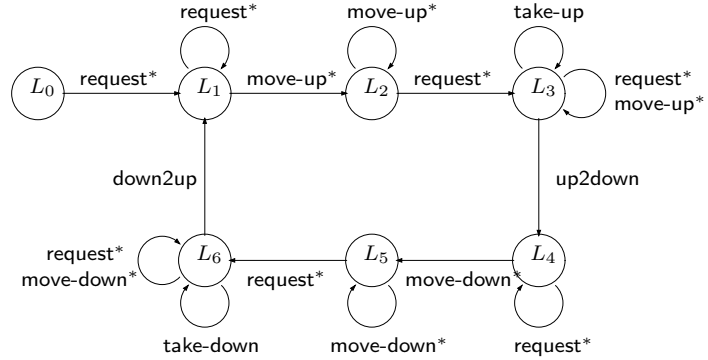 request*
move-up*
take-up
L0
request*
L1
move-up*
L2
request*
L3
request*
move-up*
down2up
up2down
request*
move-down*
L6
request*
L5
move-down*
L4
take-down
move-down*
request*